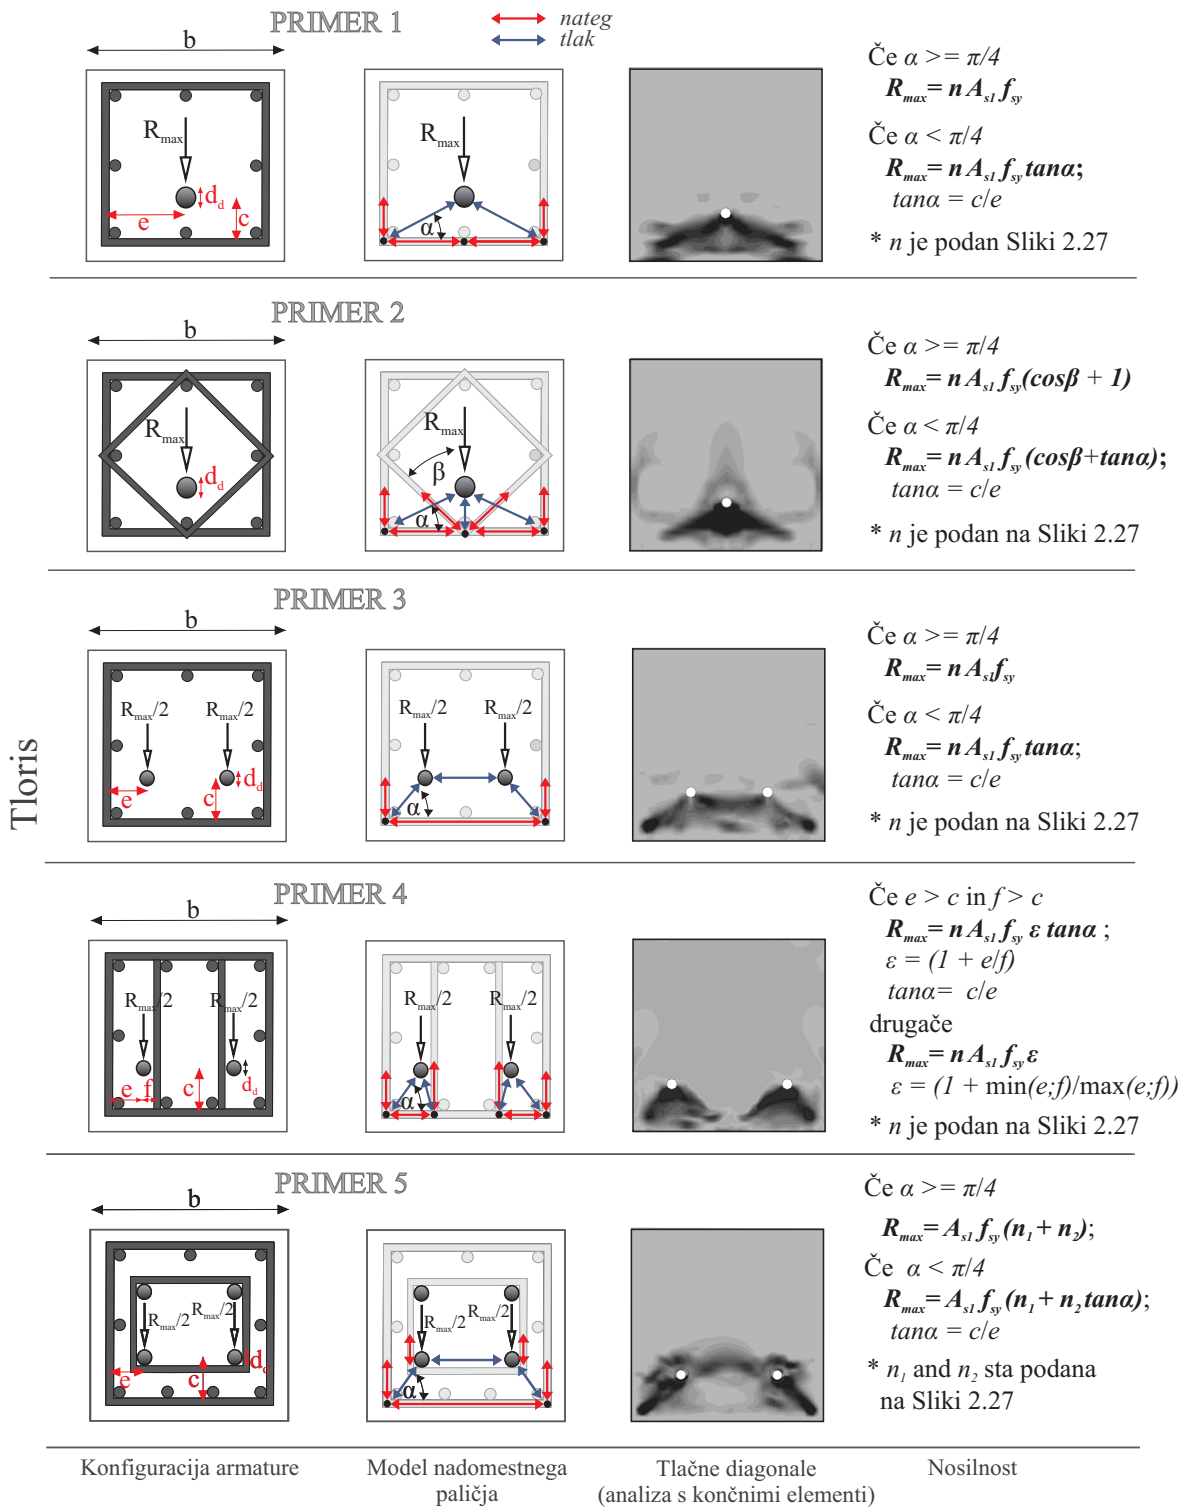 PRIMER 1
nateg
tlak
b
R_max
d_d
e
c
R_max
α
Če α >= π/4
R_max = n A_s1 f_sy
Če α < π/4
R_max = n A_s1 f_sy tanα;
tanα = c/e
* n je podan Sliki 2.27
PRIMER 2
b
R_max
d_d
R_max
β
α
Če α >= π/4
R_max = n A_s1 f_sy (cosβ + 1)
Če α < π/4
R_max = n A_s1 f_sy (cosβ+tanα);
tanα = c/e
* n je podan na Sliki 2.27
Tloris
PRIMER 3
b
R_max/2
R_max/2
d_d
e
c
R_max/2
R_max/2
α
Če α >= π/4
R_max = n A_s1 f_sy
Če α < π/4
R_max = n A_s1 f_sy tanα;
tanα = c/e
* n je podan na Sliki 2.27
PRIMER 4
b
R_max/2
R_max/2
e
f
c
d_d
R_max/2
R_max/2
α
Če e > c in f > c
R_max = n A_s1 f_sy ε tanα ;
ε = (1 + e/f)
tanα= c/e
drugače
R_max = n A_s1 f_sy ε
ε = (1 + min(e;f)/max(e;f))
* n je podan na Sliki 2.27
PRIMER 5
b
R_max/2
R_max/2
e
c
d_d
R_max/2
R_max/2
α
Če α >= π/4
R_max = A_s1 f_sy (n_1 + n_2);
Če α < π/4
R_max = A_s1 f_sy (n_1 + n_2 tanα);
tanα = c/e
* n_1 and n_2 sta podana
na Sliki 2.27
Konfiguracija armature
Model nadomestnega
paličja
Tlačne diagonale
(analiza s končnimi elementi)
Nosilnost